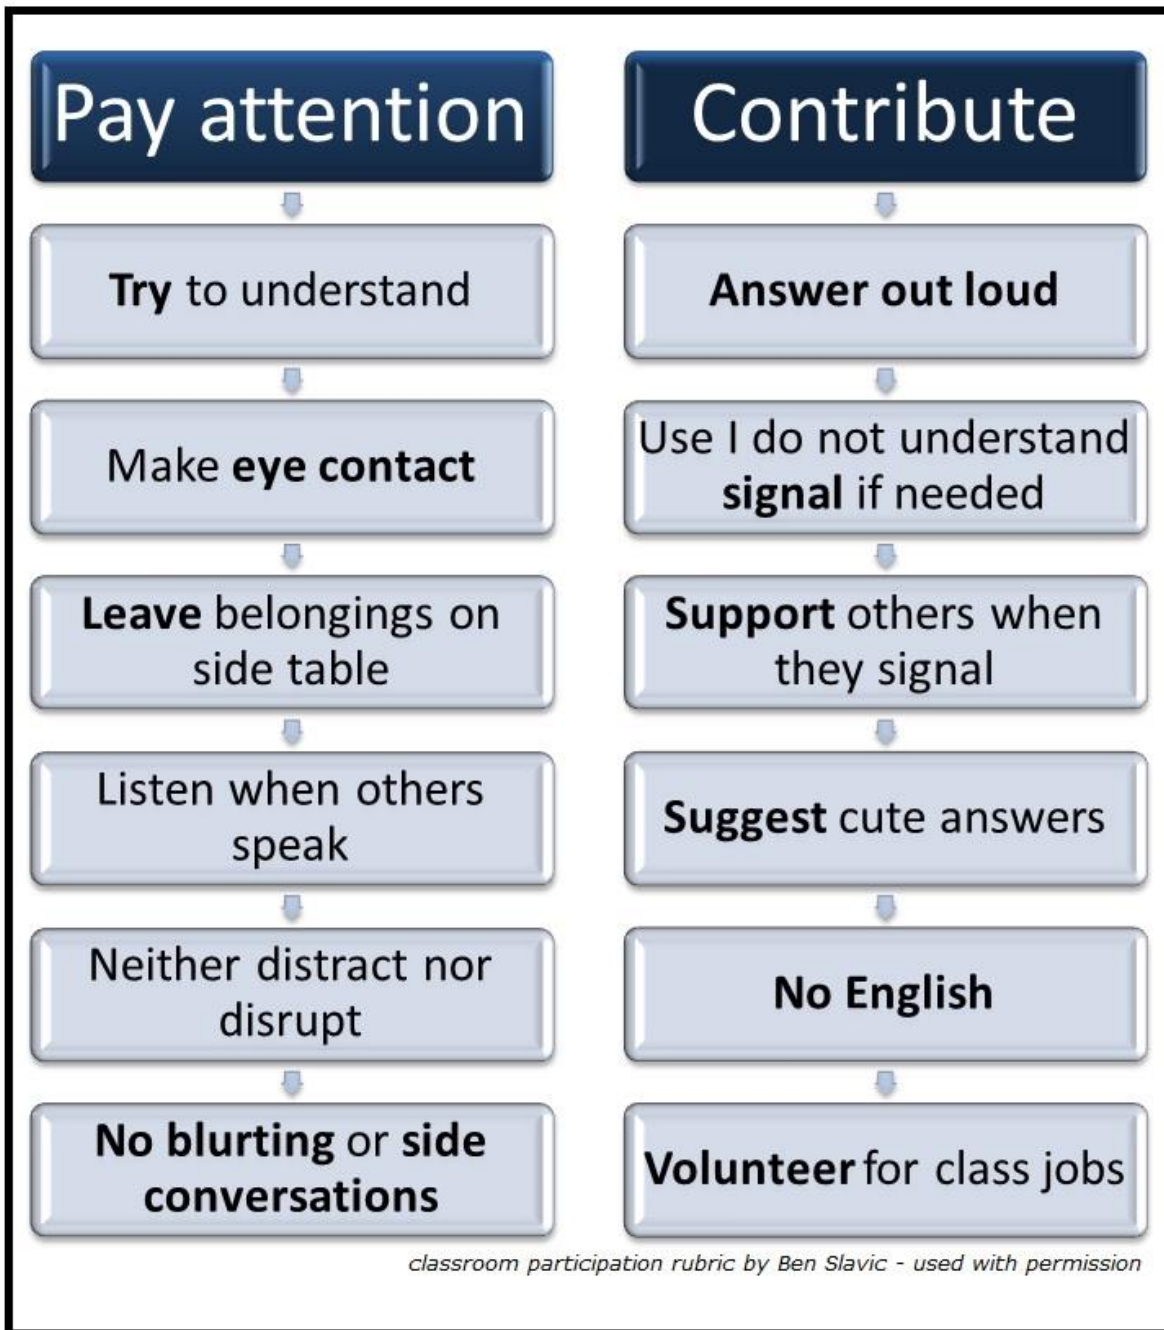 Pay attention
Try to understand
Make eye contact
Leave belongings on
side table
Listen when others
speak
Neither distract nor
disrupt
No blurting or side
conversations
Contribute
Answer out loud
Use I do not understand
signal if needed
Support others when
they signal
Suggest cute answers
No English
Volunteer for class jobs
classroom participation rubric by Ben Slavic - used with permission